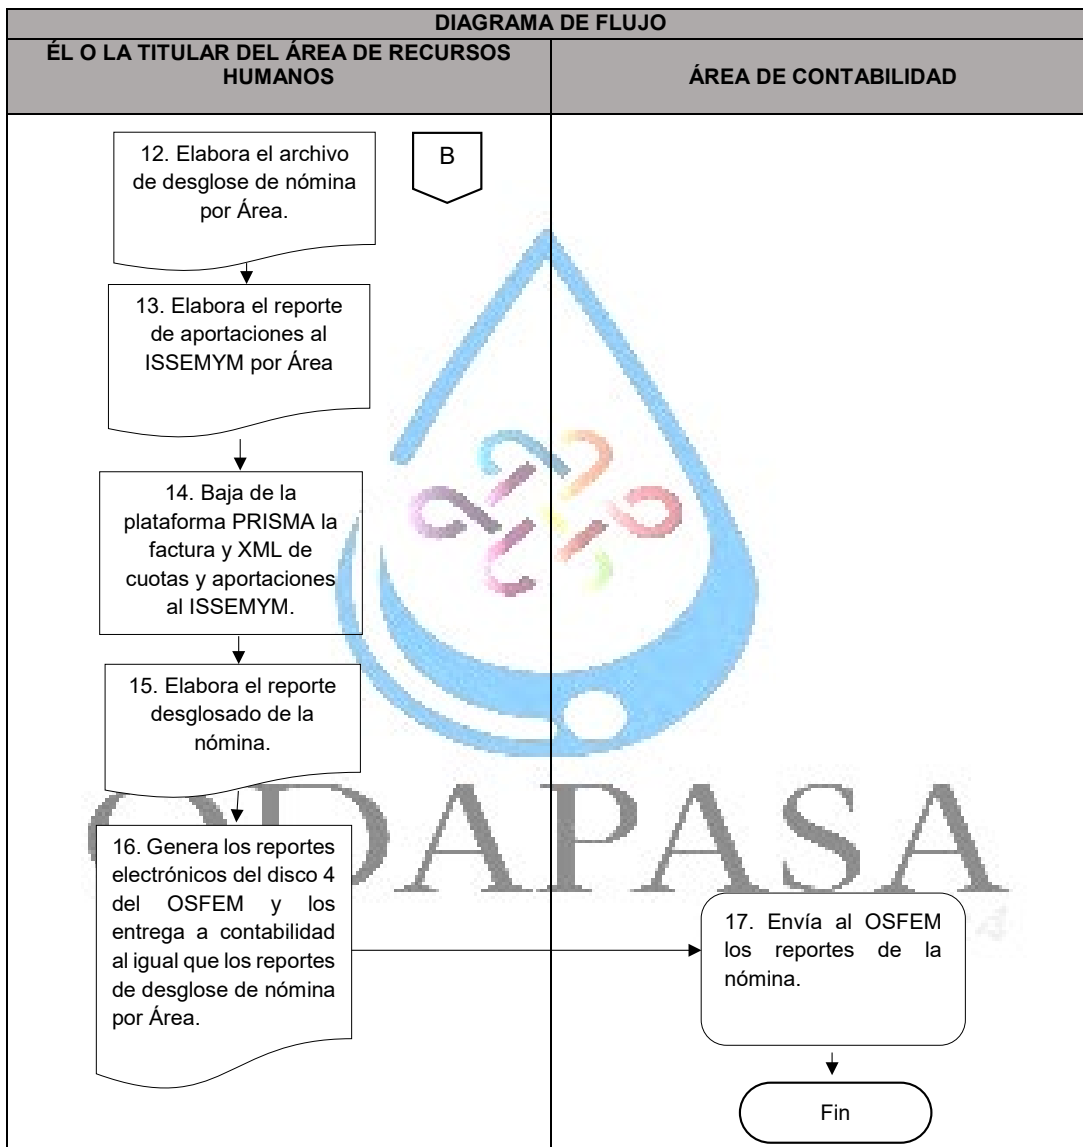 DIAGRAMA DE FLUJO
ÉL O LA TITULAR DEL ÁREA DE RECURSOS
HUMANOS
ÁREA DE CONTABILIDAD
12. Elabora el archivo
de desglose de nómina
por Área.
B
13. Elabora el reporte
de aportaciones al
ISSEMYM por Área
14. Baja de la
plataforma PRISMA la
factura y XML de
cuotas y aportaciones
al ISSEMYM.
15. Elabora el reporte
desglosado de la
nómina.
ODAPASA
16. Genera los reportes
electrónicos del disco 4
del OSFEM y los
entrega a contabilidad
al igual que los reportes
de desglose de nómina
por Área.
17. Envía al OSFEM
los reportes de la
nómina.
Fin